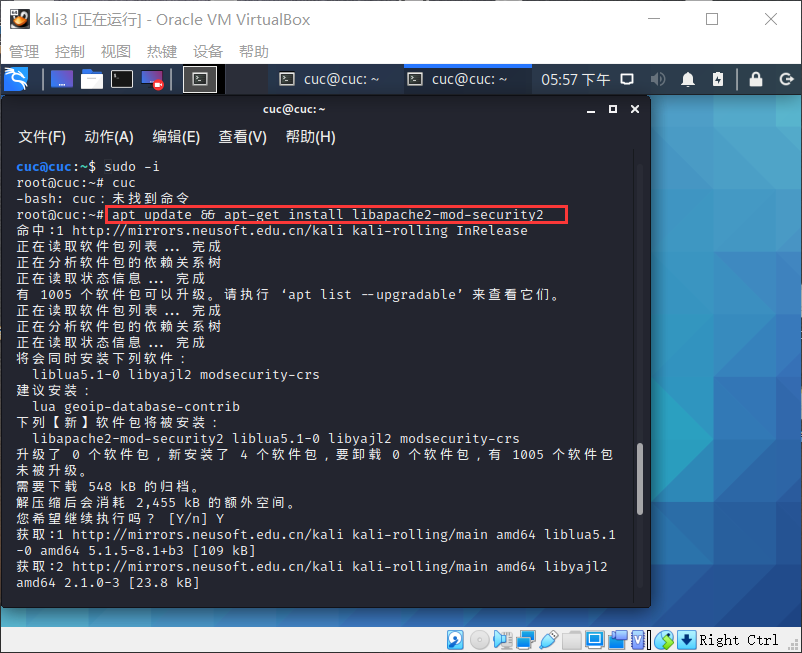 kali3 [正在运行] - Oracle VM VirtualBox
管理 控制 视图 热键 设备 帮助
cuc@cuc: ~ cuc@cuc: ~ 05:57 下午
cuc@cuc:~
文件(F) 动作(A) 编辑(E) 查看(V) 帮助(H)
cuc@cuc:~$ sudo -i
root@cuc:~# cuc
-bash: cuc：未找到命令
root@cuc:~# apt update && apt-get install libapache2-mod-security2
命中:1 http://mirrors.neusoft.edu.cn/kali kali-rolling InRelease
正在读取软件包列表... 完成
正在分析软件包的依赖关系树
正在读取状态信息... 完成
有 1005 个软件包可以升级。请执行 ‘apt list --upgradable’ 来查看它们。
正在读取软件包列表... 完成
正在分析软件包的依赖关系树
正在读取状态信息... 完成
将会同时安装下列软件：
liblua5.1-0 libyajl2 modsecurity-crs
建议安装：
lua geoip-database-contrib
下列【新】软件包将被安装：
libapache2-mod-security2 liblua5.1-0 libyajl2 modsecurity-crs
升级了 0 个软件包，新安装了 4 个软件包，要卸载 0 个软件包，有 1005 个软件包
未被升级。
需要下载 548 kB 的归档。
解压缩后会消耗 2,455 kB 的额外空间。
您希望继续执行吗？ [Y/n] Y
获取:1 http://mirrors.neusoft.edu.cn/kali kali-rolling/main amd64 liblua5.1
-0 amd64 5.1.5-8.1+b3 [109 kB]
获取:2 http://mirrors.neusoft.edu.cn/kali kali-rolling/main amd64 libyajl2
amd64 2.1.0-3 [23.8 kB]
Right Ctrl